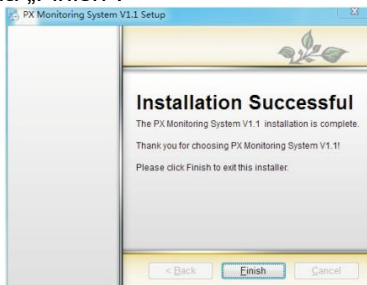 PX Monitoring System V1.1 Setup
Installation Successful
The PX Monitoring System V1.1 installation is complete.
Thank you for choosing PX Monitoring System V1.1!
Please click Finish to exit this installer.
< Back Finish Cancel